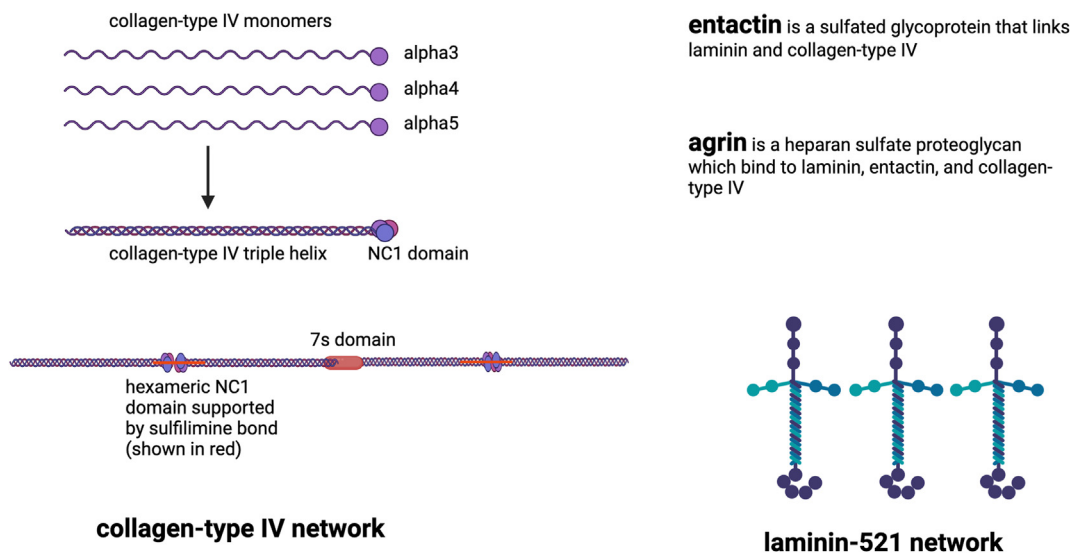 collagen-type IV monomers
alpha3
alpha4
alpha5
collagen-type IV triple helix
NC1 domain
7s domain
hexameric NC1
domain supported
by sulfilimine bond
(shown in red)
collagen-type IV network
entactin is a sulfated glycoprotein that links
laminin and collagen-type IV
agrin is a heparan sulfate proteoglycan
which bind to laminin, entactin, and collagen-
type IV
laminin-521 network